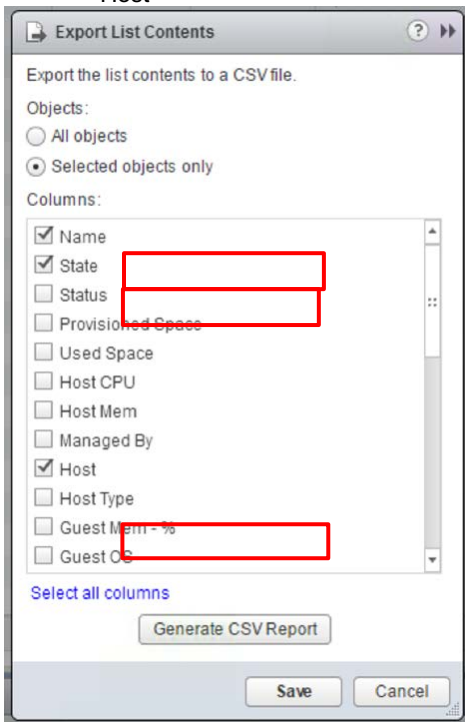 Host
Export List Contents
?
Export the list contents to a CSV file.
Objects:
All objects
Selected objects only
Columns:
Name
State
Status
Provisioned Space
Used Space
Host CPU
Host Mem
Managed By
Host
Host Type
Guest Mem - %
Guest OS
Select all columns
Generate CSV Report
Save Cancel